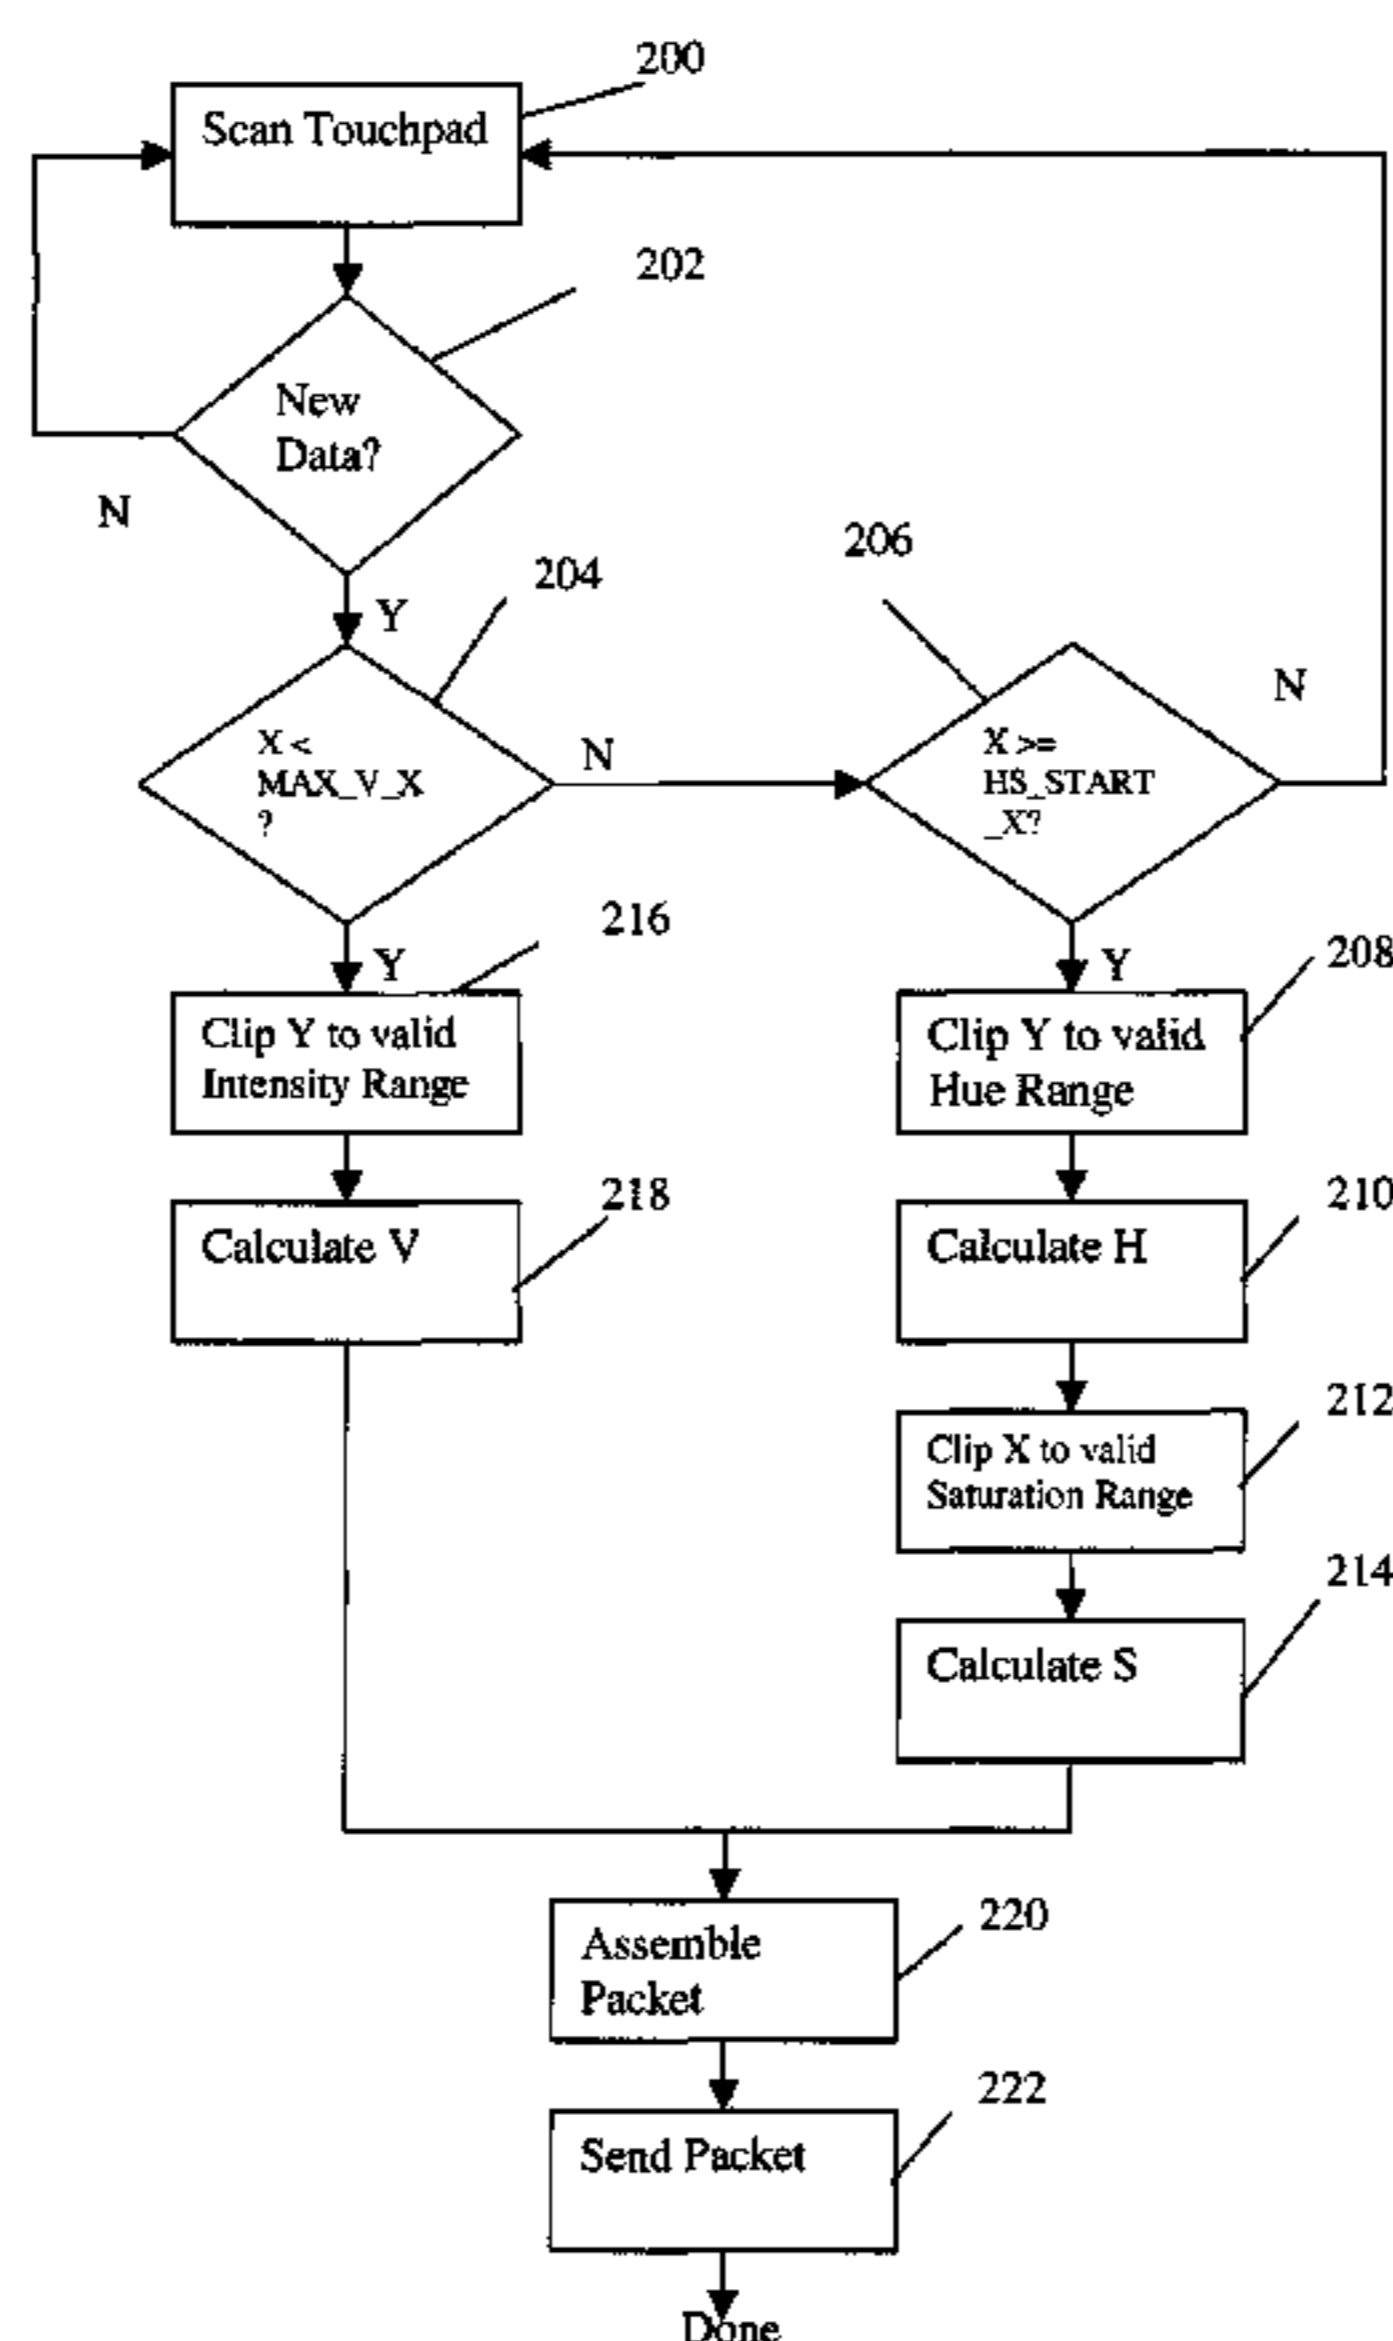 200
Scan Touchpad
202
New
Data?
N
Y
204
206
X <
MAX_V_X
?
N
X >=
HS_START
_X?
N
Y
216
Clip Y to valid
Intensity Range
Y
208
Clip Y to valid
Hue Range
218
Calculate V
210
Calculate H
212
Clip X to valid
Saturation Range
214
Calculate S
220
Assemble
Packet
222
Send Packet
Done